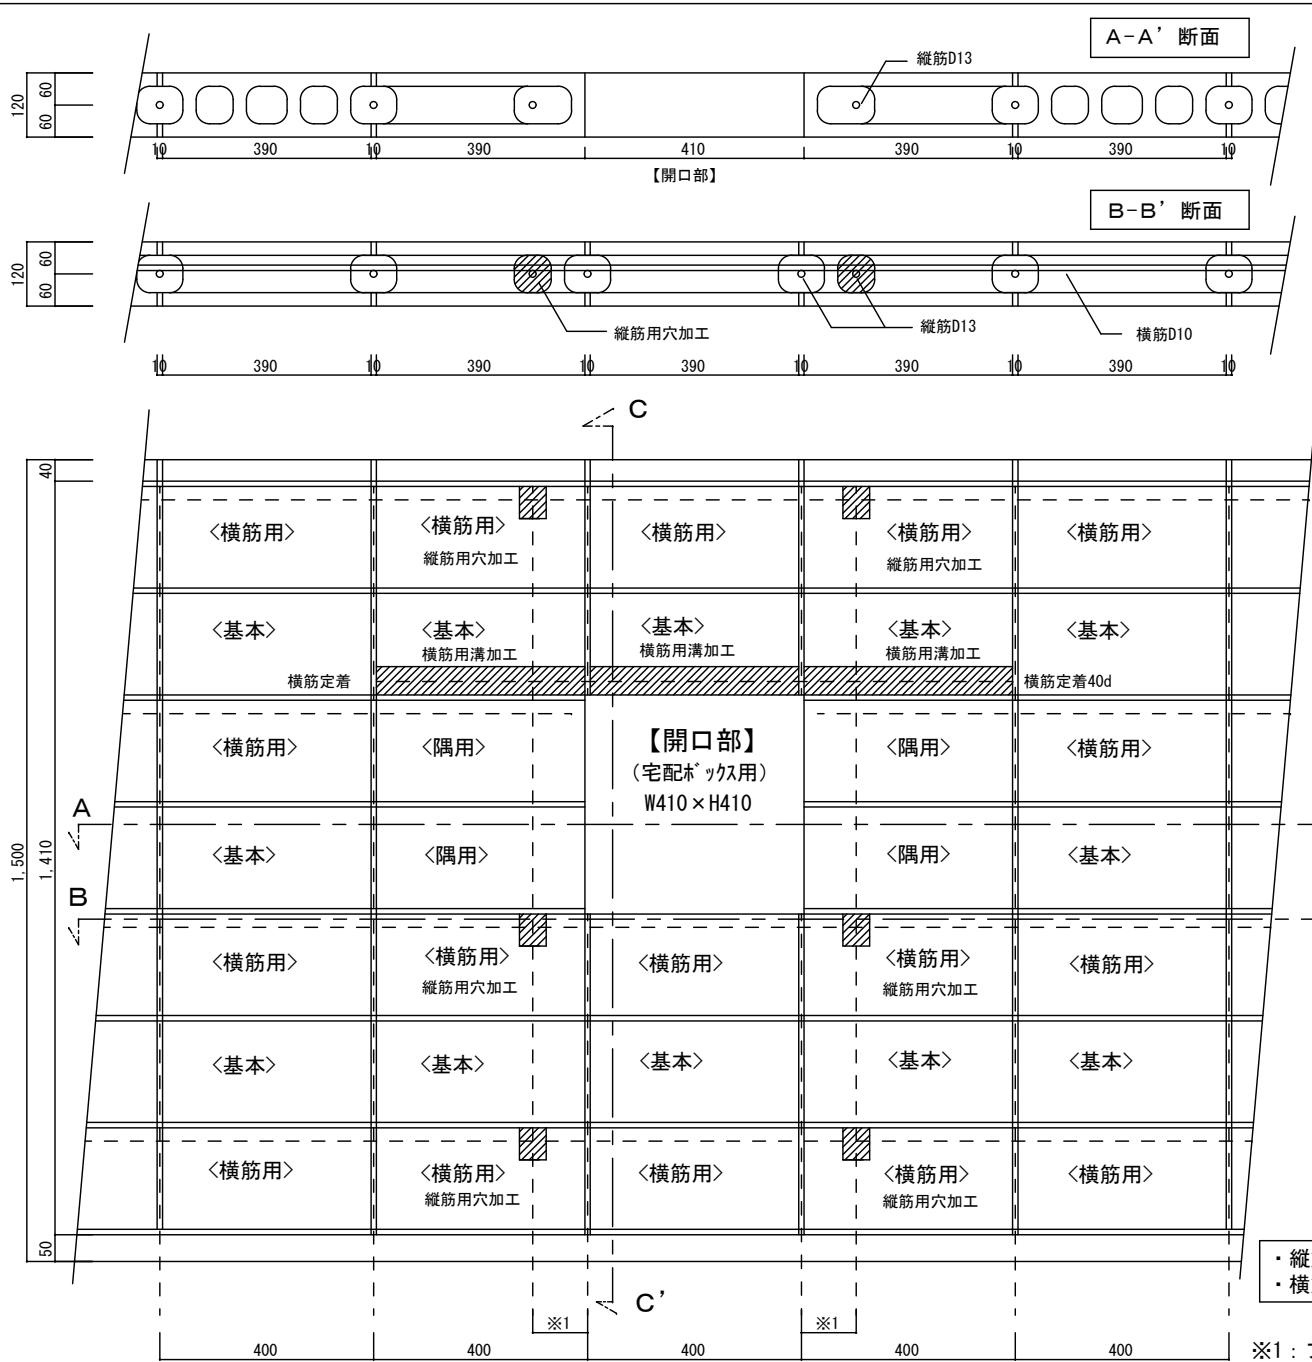 A-A’ 断面
縦筋D13
120
60
60
10
390
10
390
410
390
10
390
10
【開口部】
B-B’ 断面
120
60
60
縦筋用穴加工
縦筋D13
横筋D10
10
390
10
390
10
390
10
390
10
390
10
C
40
<横筋用>
<横筋用>
縦筋用穴加工
<横筋用>
<横筋用>
縦筋用穴加工
<横筋用>
<基本>
<基本>
横筋用溝加工
<基本>
横筋用溝加工
<基本>
横筋用溝加工
<基本>
横筋定着
横筋定着40d
<横筋用>
<隅用>
【開口部】
(宅配ボックス用)
W410×H410
<隅用>
<横筋用>
A
1,500
1,410
<基本>
<隅用>
<隅用>
<基本>
B
<横筋用>
<横筋用>
縦筋用穴加工
<横筋用>
<横筋用>
縦筋用穴加工
<横筋用>
<基本>
<基本>
<基本>
<基本>
<基本>
<横筋用>
<横筋用>
縦筋用穴加工
<横筋用>
<横筋用>
縦筋用穴加工
<横筋用>
50
・縦
・横
C’
※1
※1
400
400
400
400
400
※1: